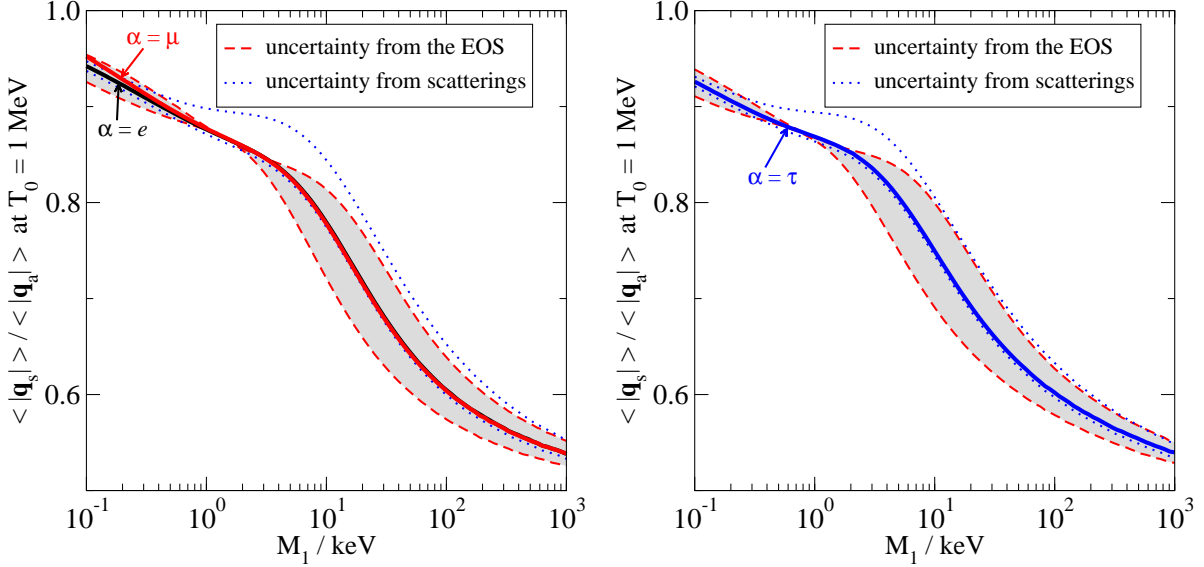 α = μ
α = e
uncertainty from the EOS
uncertainty from scatterings
1.0
0.8
0.6
< |q_s| > / < |q_a| > at T_0 = 1 MeV
10^-1 10^0 10^1 10^2 10^3
M_1 / keV
uncertainty from the EOS
uncertainty from scatterings
α = τ
1.0
0.8
0.6
< |q_s| > / < |q_a| > at T_0 = 1 MeV
10^-1 10^0 10^1 10^2 10^3
M_1 / keV